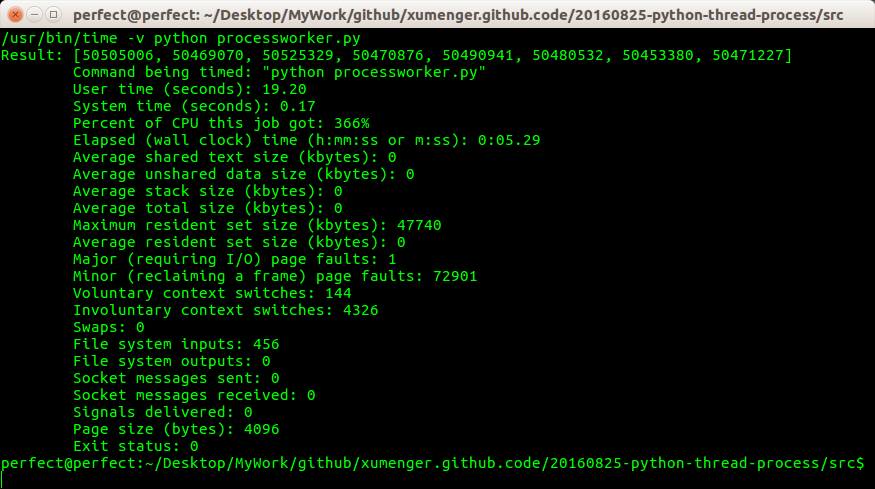 perfect@perfect: ~/Desktop/MyWork/github/xumenger.github.code/20160825-python-thread-process/src
/usr/bin/time -v python processworker.py
Result: [50505006, 50469070, 50525329, 50470876, 50490941, 50480532, 50453380, 50471227]
Command being timed: "python processworker.py"
User time (seconds): 19.20
System time (seconds): 0.17
Percent of CPU this job got: 366%
Elapsed (wall clock) time (h:mm:ss or m:ss): 0:05.29
Average shared text size (kbytes): 0
Average unshared data size (kbytes): 0
Average stack size (kbytes): 0
Average total size (kbytes): 0
Maximum resident set size (kbytes): 47740
Average resident set size (kbytes): 0
Major (requiring I/O) page faults: 1
Minor (reclaiming a frame) page faults: 72901
Voluntary context switches: 144
Involuntary context switches: 4326
Swaps: 0
File system inputs: 456
File system outputs: 0
Socket messages sent: 0
Socket messages received: 0
Signals delivered: 0
Page size (bytes): 4096
Exit status: 0
perfect@perfect:~/Desktop/MyWork/github/xumenger.github.code/20160825-python-thread-process/src$